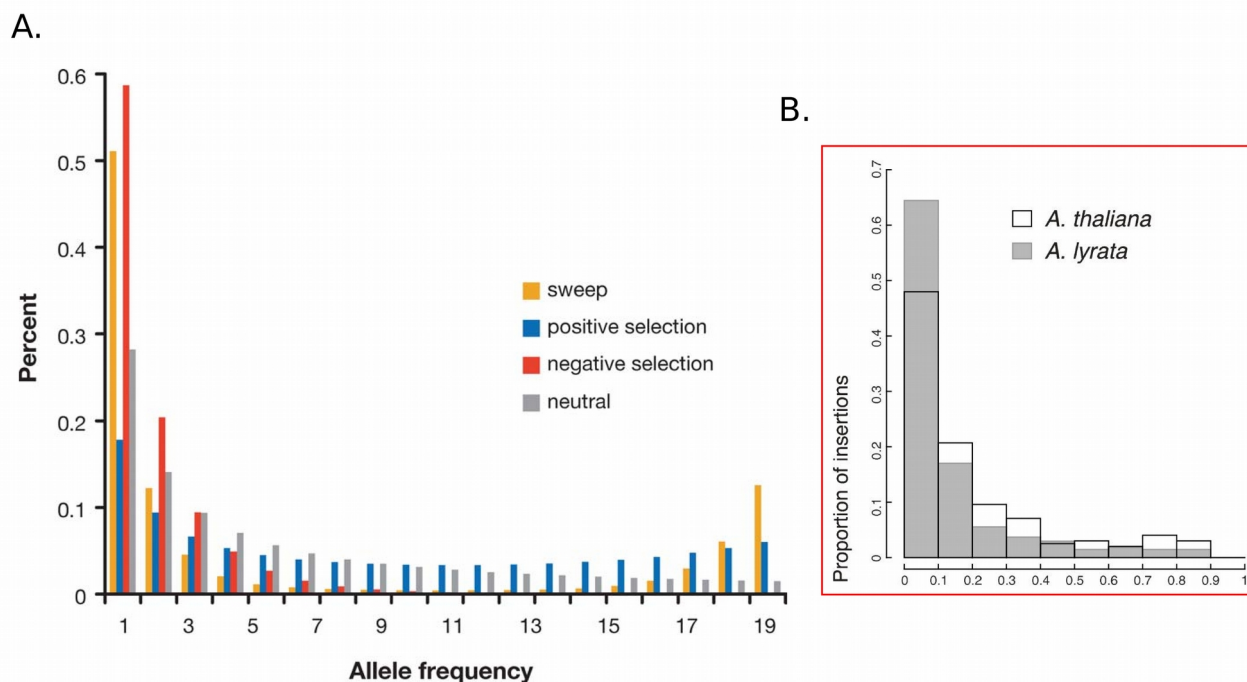 A.
0.6
0.5
0.4
0.3
0.2
0.1
0
Percent
sweep
positive selection
negative selection
neutral
1 3 5 7 9 11 13 15 17 19
Allele frequency
B.
0.7
0.6
0.5
0.4
0.3
0.2
0.1
0
Proportion of insertions
A. thaliana
A. lyrata
0 0.1 0.2 0.3 0.4 0.5 0.6 0.7 0.8 0.9 1